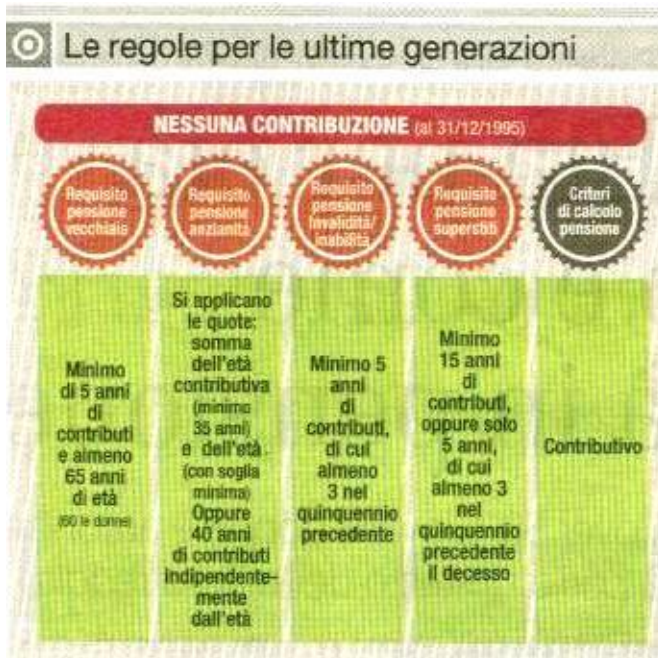 Le regole per le ultime generazioni
NESSUNA CONTRIBUZIONE (al 31/12/1995)
Requisito
pensione
vecchiaia
Requisito
pensione
anzianità
Requisito
pensione
invalidità/
inabilità
Requisito
pensione
superstiti
Criteri
di calcolo
pensione
Minimo
di 5 anni
di
contributi
e almeno
65 anni
di età
(60 le donne)
Si applicano
le quote:
somma
dell'età
contributiva
(minimo
35 anni)
e dell'età.
(con soglia
minima)
Oppure
40 anni
di contributi
indipendente-
mente
dall'età
Minimo 5
anni
di
contributi,
di cui
almeno
3 nel
quinquennio
precedente
Minimo
15 anni
di
contributi,
oppure solo
5 anni,
di cui
almeno 3
nel
quinquennio
precedente
il decesso
Contributivo